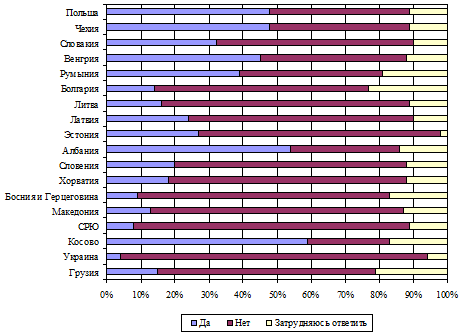 Польша
Чехия
Словакия
Венгрия
Румыния
Болгария
Литва
Латвия
Эстония
Албания
Словения
Хорватия
Босния и Герцеговина
Македония
СРЮ
Косово
Украина
Грузия
0% 10% 20% 30% 40% 50% 60% 70% 80% 90% 100%
Да Нет Затрудняюсь ответить